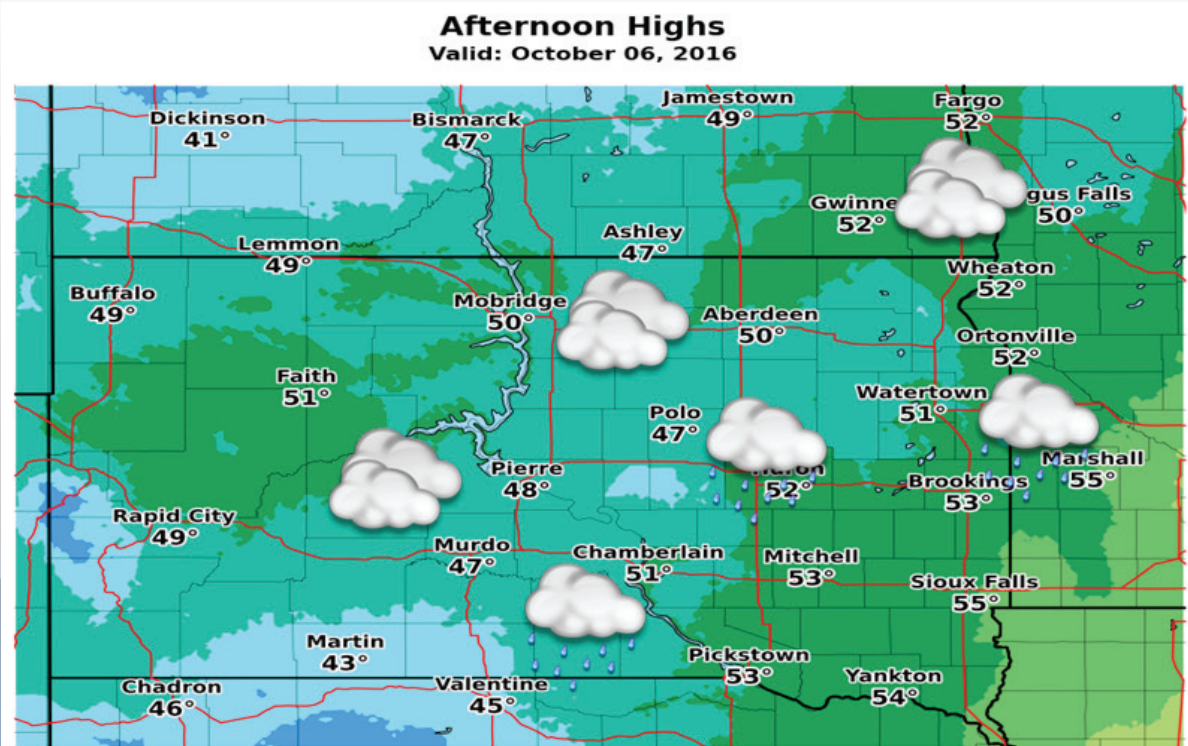 Afternoon Highs
Valid: October 06, 2016
Jamestown
49°
Fargo
52°
Dickinson
41°
Bismarck
47°
Gwinne
52°
gus Falls
50°
Ashley
47°
Lemmon
49°
Wheaton
52°
Buffalo
49°
Mobridge
50°
Aberdeen
50°
Ortonville
52°
Faith
51°
Watertown
51°
Polo
47°
Marshall
55°
Pierre
48°
Huron
52°
Brookings
53°
Rapid City
49°
Murdo
47°
Chamberlain
51°
Mitchell
53°
Sioux Falls
55°
Martin
43°
Pickstown
53°
Yankton
54°
Chadron
46°
Valentine
45°